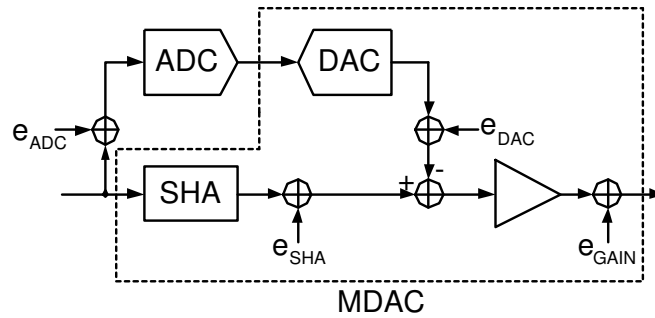 ADC
DAC
e_ADC
e_DAC
+
-
SHA
e_SHA
e_GAIN
MDAC